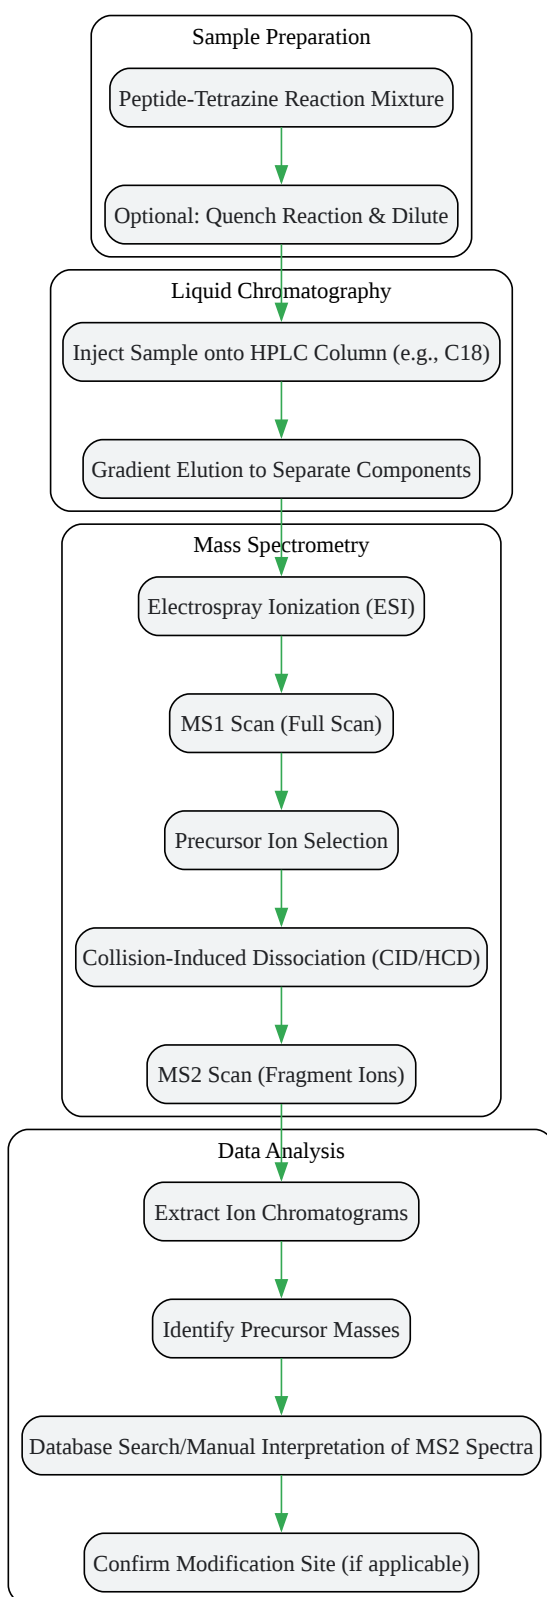 Sample Preparation
Peptide-Tetrazine Reaction Mixture
Optional: Quench Reaction & Dilute
Liquid Chromatography
Inject Sample onto HPLC Column (e.g., C18)
Gradient Elution to Separate Components
Mass Spectrometry
Electrospray Ionization (ESI)
MS1 Scan (Full Scan)
Precursor Ion Selection
Collision-Induced Dissociation (CID/HCD)
MS2 Scan (Fragment Ions)
Data Analysis
Extract Ion Chromatograms
Identify Precursor Masses
Database Search/Manual Interpretation of MS2 Spectra
Confirm Modification Site (if applicable)